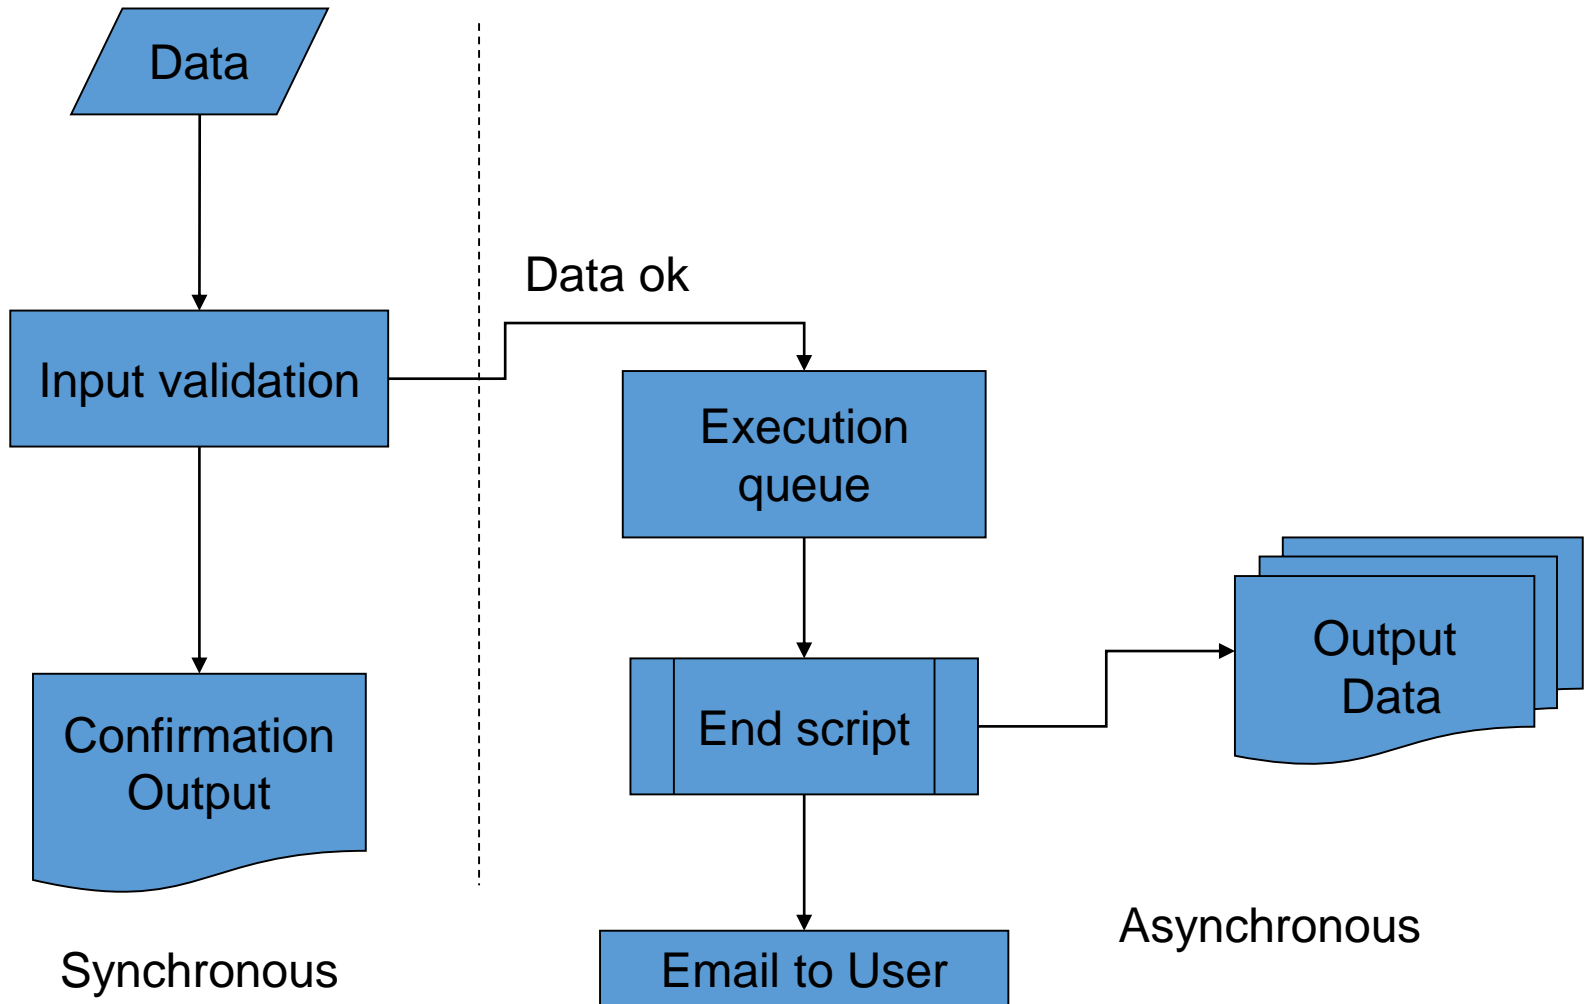 Data
Data ok
Input validation
Execution
queue
Output
Data
End script
Confirmation
Output
Asynchronous
Synchronous
Email to User